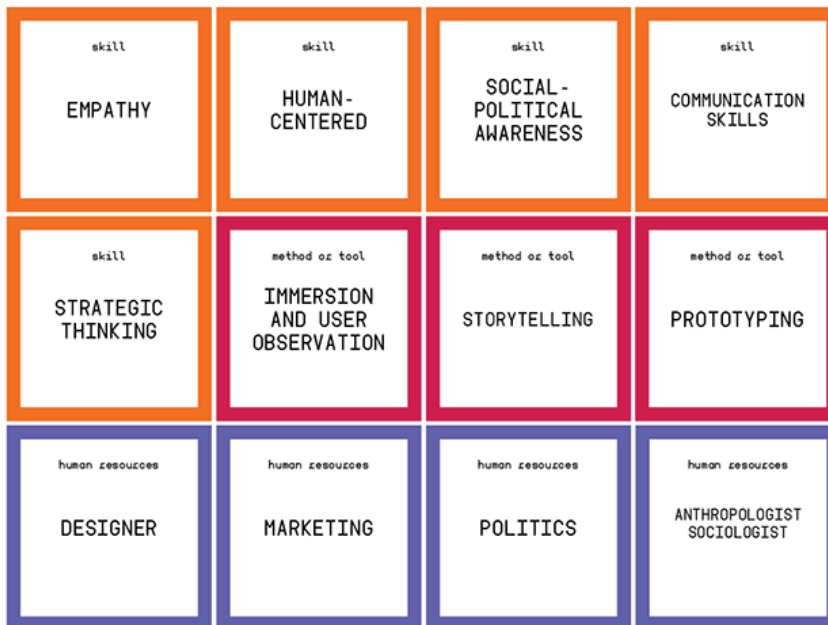 skill
EMPATHY
skill
HUMAN-
CENTERED
skill
SOCIAL-
POLITICAL
AWARENESS
skill
COMMUNICATION
SKILLS
skill
STRATEGIC
THINKING
method or tool
IMMERSION
AND USER
OBSERVATION
method or tool
STORYTELLING
method or tool
PROTOTYPING
human resources
DESIGNER
human resources
MARKETING
human resources
POLITICS
human resources
ANTHROPOLOGIST
SOCIOLOGIST